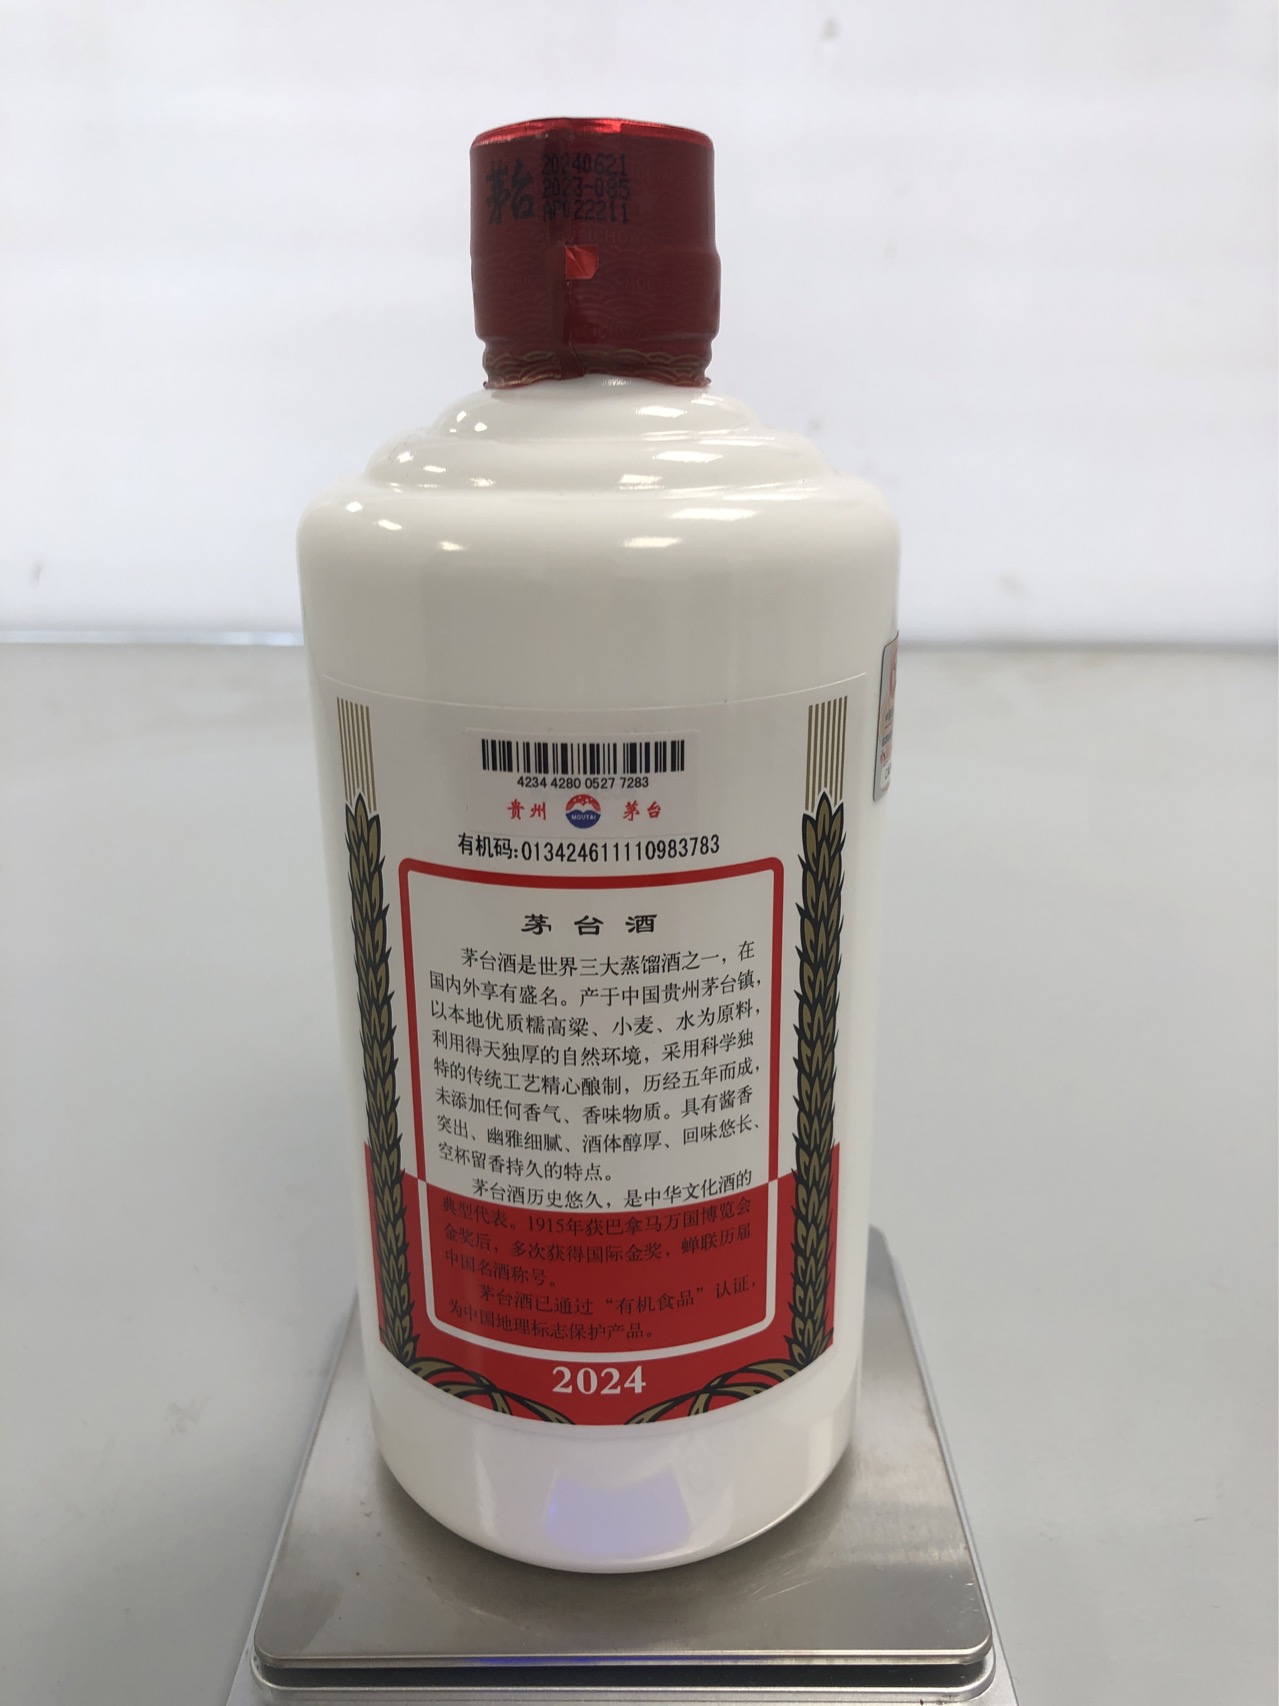 茅台
20240621
2023-095
AP022211
4234 4280 0527 7283
贵州 MOUTAI 茅台
有机码:0134246111110983783
茅台酒
茅台酒是世界三大蒸馏酒之一，在
国内外享有盛名。产于中国贵州茅台镇，
以本地优质糯高粱、小麦、水为原料，
利用得天独厚的自然环境，采用科学独
特的传统工艺精心酿制，历经五年而成，
未添加任何香气、香味物质。具有酱香
突出、幽雅细腻、酒体醇厚、回味悠长、
空杯留香持久的特点。
茅台酒历史悠久，是中华文化酒的
典型代表。1915年获巴拿马万国博览会
金奖后，多次获得国际金奖，蝉联历届
中国名酒称号。
茅台酒已通过“有机食品”认证，
为中国地理标志保护产品。
2024